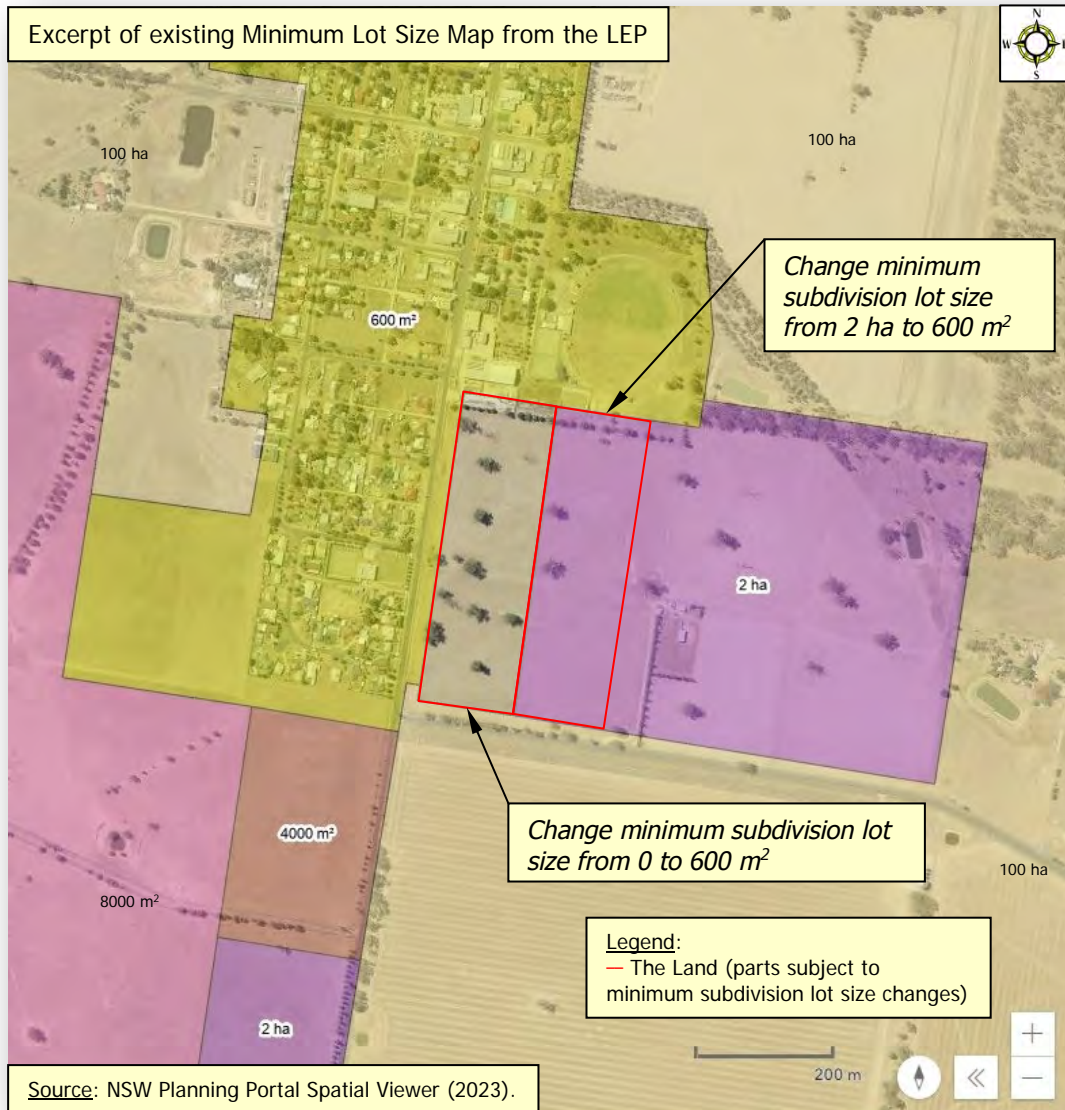 Excerpt of existing Minimum Lot Size Map from the LEP
N
W
E
S
100 ha
100 ha
600 m²
Change minimum
subdivision lot size
from 2 ha to 600 m²
2 ha
Change minimum subdivision lot
size from 0 to 600 m²
4000 m²
100 ha
8000 m²
Legend:
— The Land (parts subject to
minimum subdivision lot size changes)
2 ha
200 m
Source: NSW Planning Portal Spatial Viewer (2023).